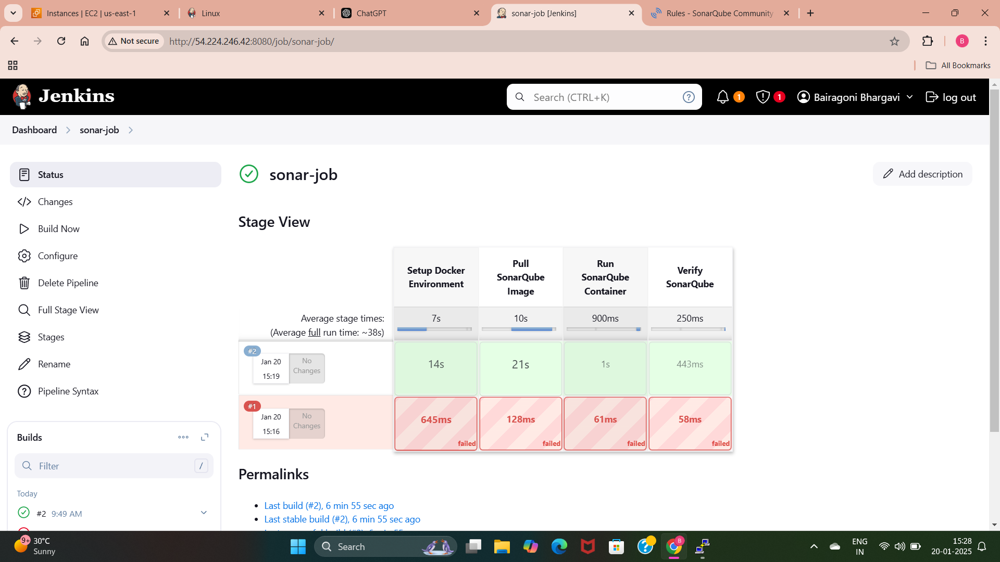 Instances | EC2 | us-east-1
Linux
ChatGPT
sonar-job [Jenkins]
Rules - SonarQube Community
Not secure
http://54.224.246.42:8080/job/sonar-job/
B
All Bookmarks
Jenkins
Search (CTRL+K)
1
1
Bairagoni Bhargavi
log out
Dashboard
sonar-job
Status
Changes
Build Now
Configure
Delete Pipeline
Full Stage View
Stages
Rename
Pipeline Syntax
Builds
Filter
/
Today
#2 9:49 AM
sonar-job
Add description
Stage View
Setup Docker Environment
Pull SonarQube Image
Run SonarQube Container
Verify SonarQube
Average stage times:
(Average full run time: ~38s)
7s
10s
900ms
250ms
#2
Jan 20
15:19
No Changes
14s
21s
1s
443ms
#1
Jan 20
15:16
No Changes
645ms
failed
128ms
failed
61ms
failed
58ms
failed
Permalinks
Last build (#2), 6 min 55 sec ago
Last stable build (#2), 6 min 55 sec ago
9+
30°C
Sunny
Search
B
ENG
IN
15:28
20-01-2025